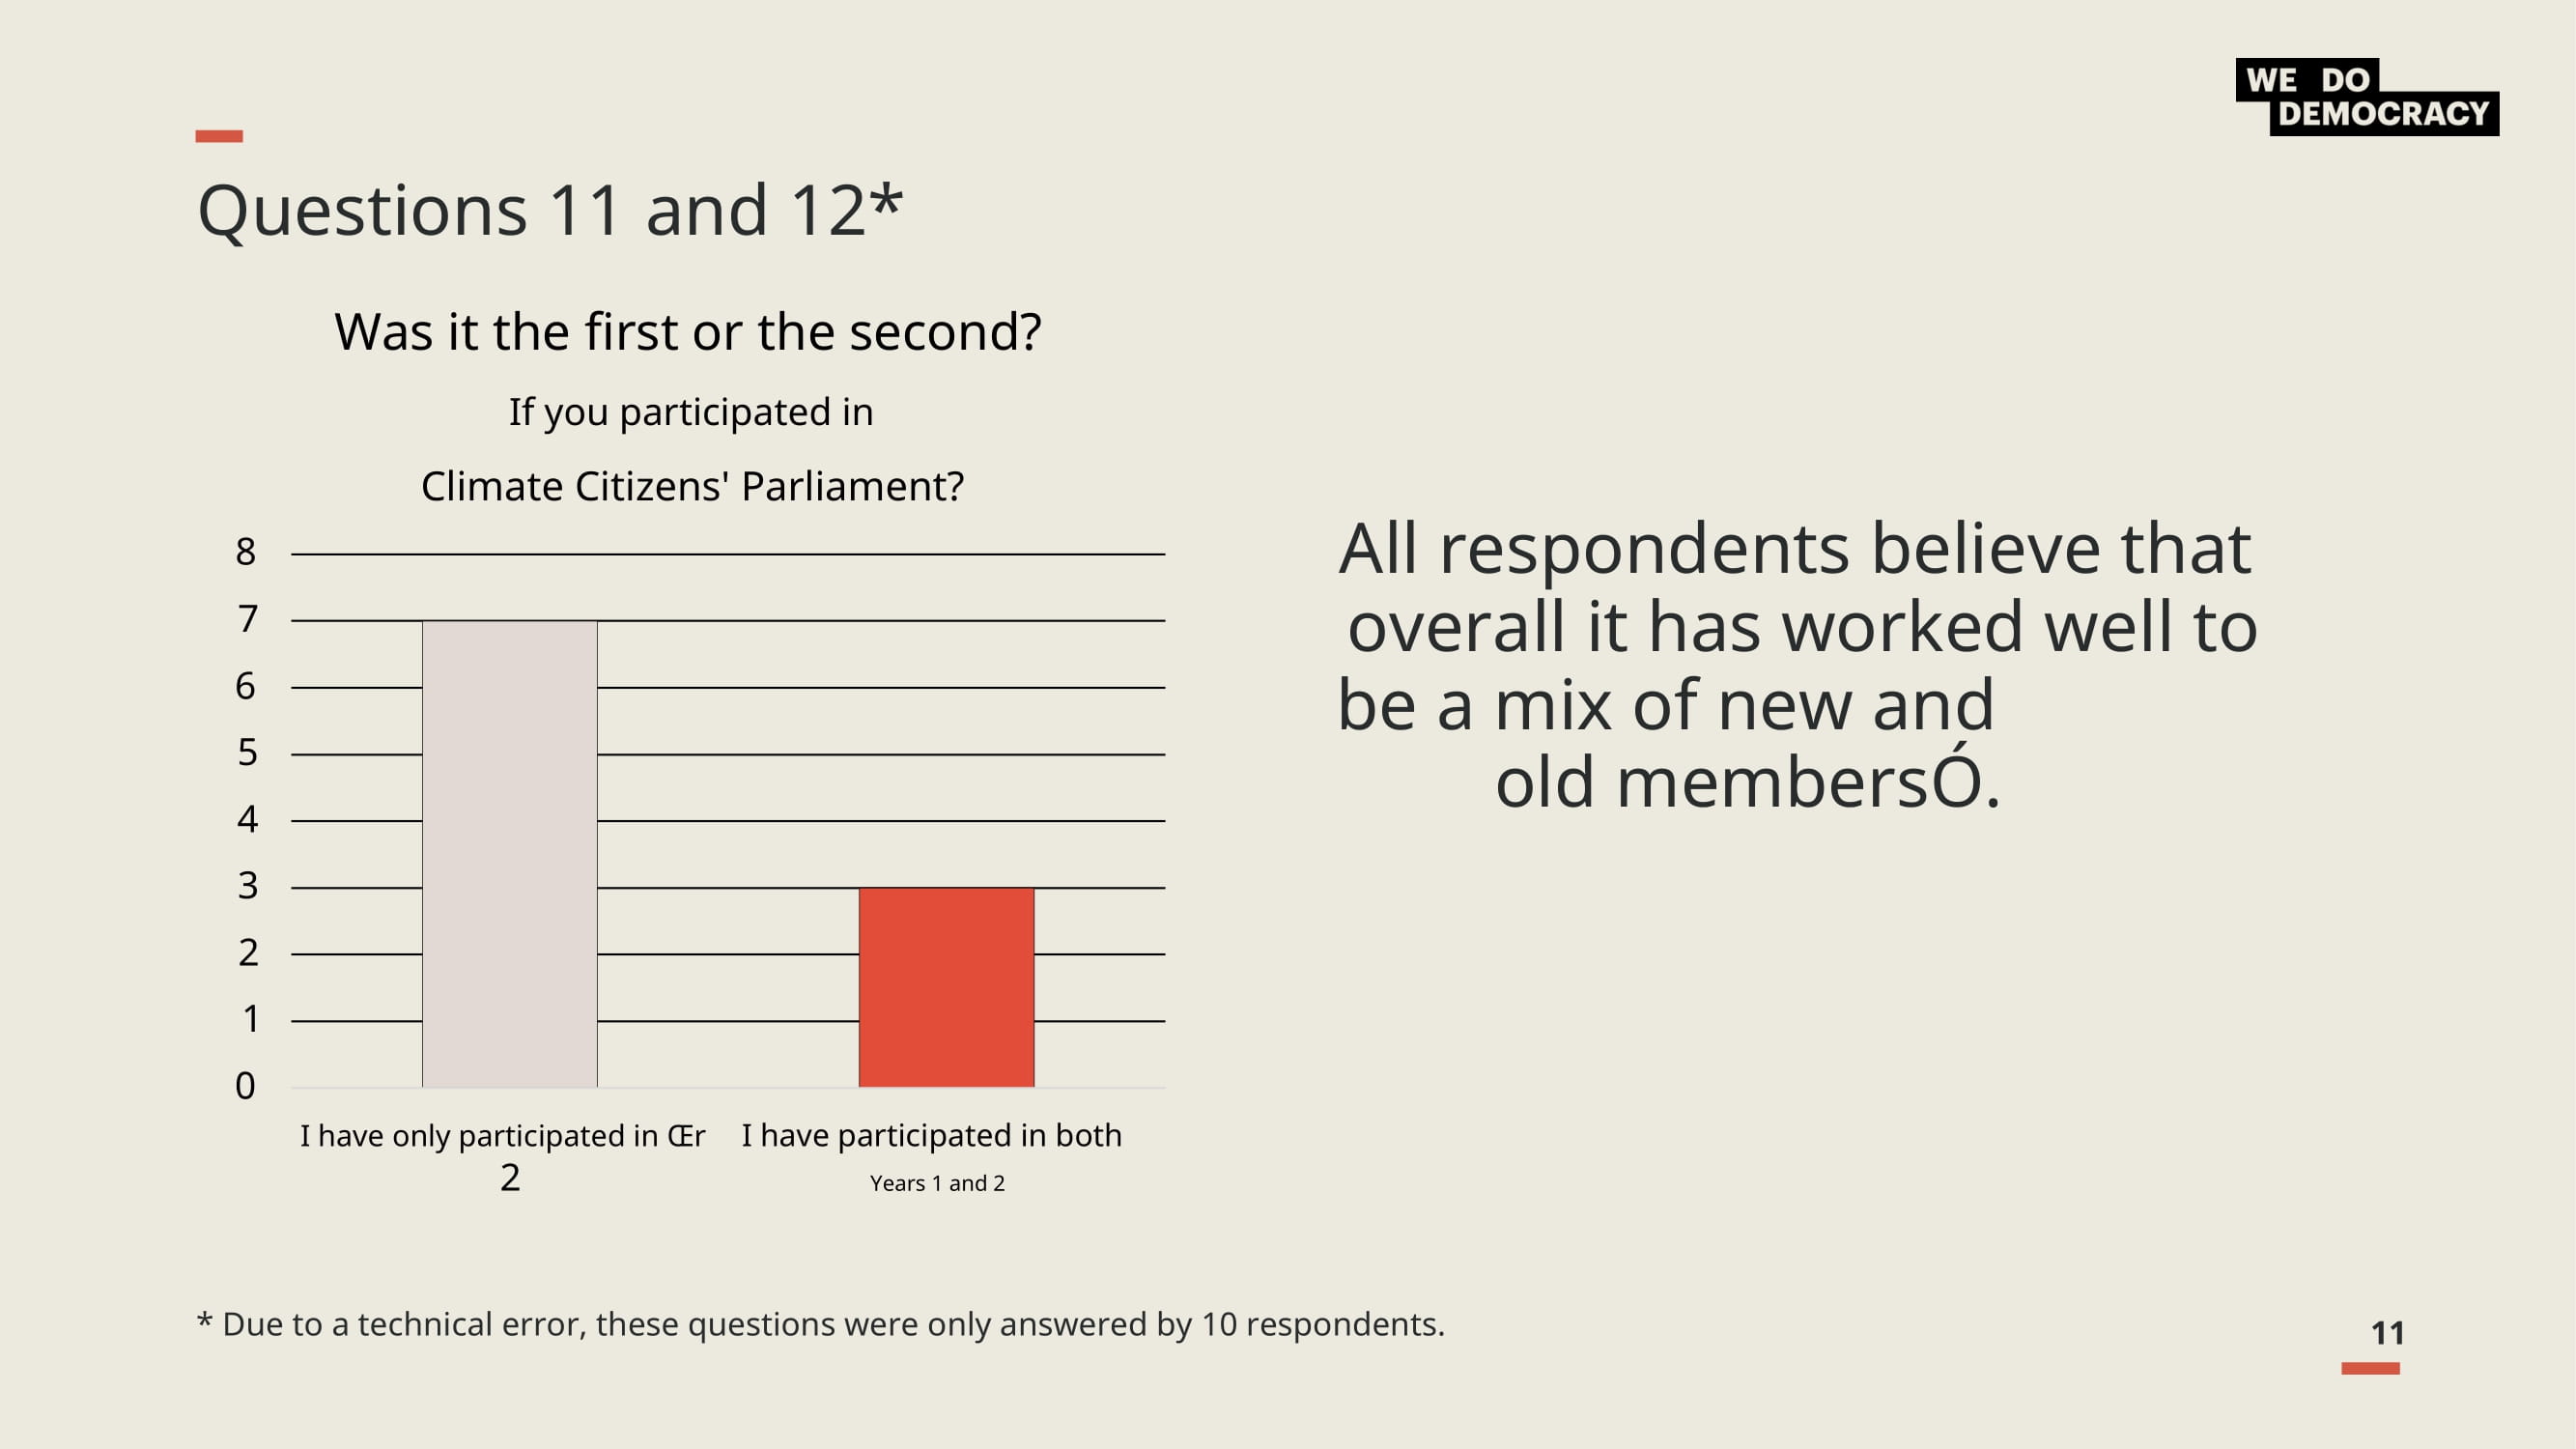 WE DO
DEMOCRACY
Questions 11 and 12*
Was it the first or the second?
If you participated in
Climate Citizens' Parliament?
8
7
6
5
4
3
2
1
0
I have only participated in Œr
2
I have participated in both
Years 1 and 2
All respondents believe that
overall it has worked well to
be a mix of new and
old membersÓ.
* Due to a technical error, these questions were only answered by 10 respondents.
11